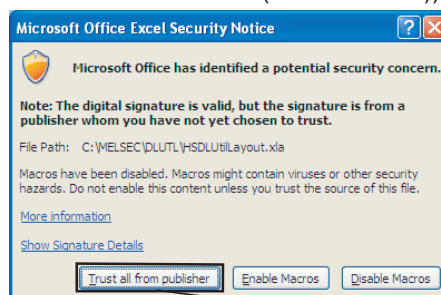 Microsoft Office Excel Security Notice
Microsoft Office has identified a potential security concern.
Note: The digital signature is valid, but the signature is from a
publisher whom you have not yet chosen to trust.
File Path: C:\MELSEC\DLUTL\HSDLUtilLayout.xla
Macros have been disabled. Macros might contain viruses or other security
hazards. Do not enable this content unless you trust the source of this file.
More information
Show Signature Details
Trust all from publisher Enable Macros Disable Macros